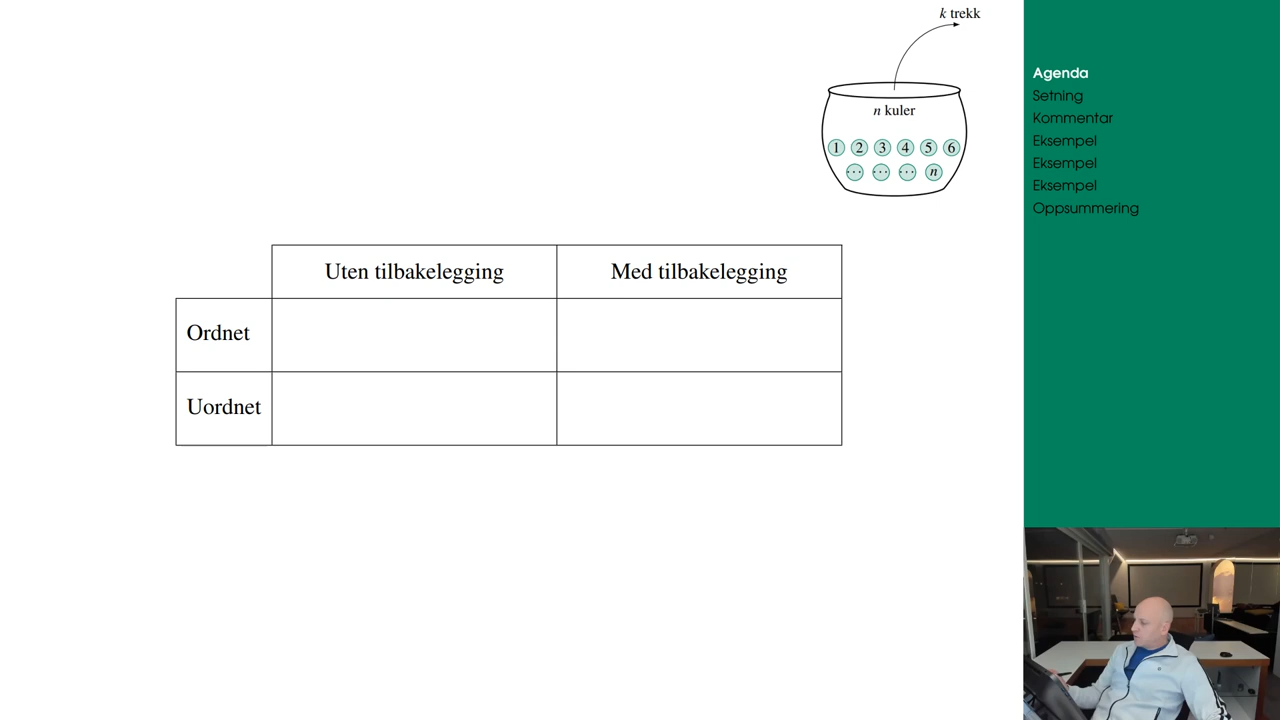 k trekk
n kuler
1 2 3 4 5 6
... ... ... n
Uten tilbakelegging Med tilbakelegging
Ordnet
Uordnet
Agenda
Setning
Kommentar
Eksempel
Eksempel
Eksempel
Oppsummering